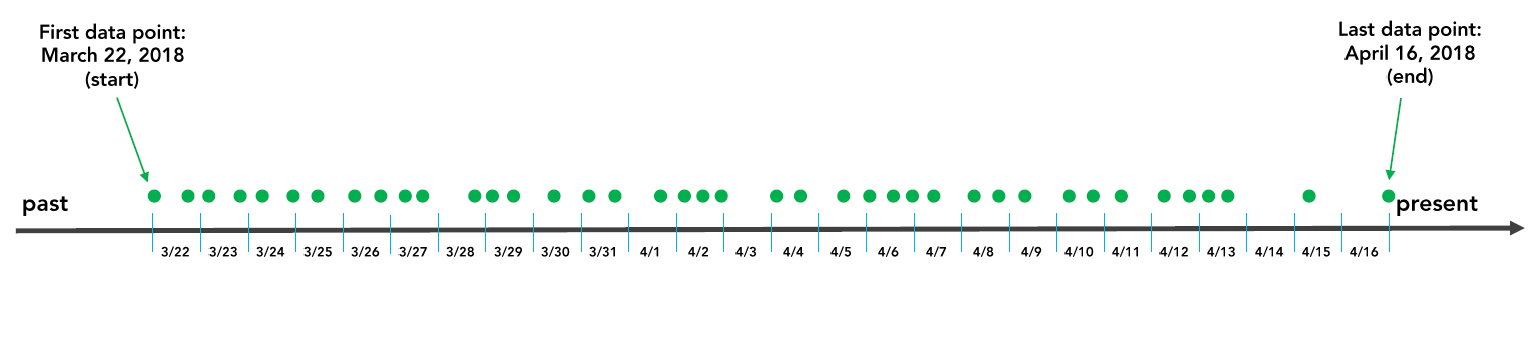 First data point:
March 22, 2018
(start)
Last data point:
April 16, 2018
(end)
past
present
3/22 3/23 3/24 3/25 3/26 3/27 3/28 3/29 3/30 3/31 4/1 4/2 4/3 4/4 4/5 4/6 4/7 4/8 4/9 4/10 4/11 4/12 4/13 4/14 4/15 4/16